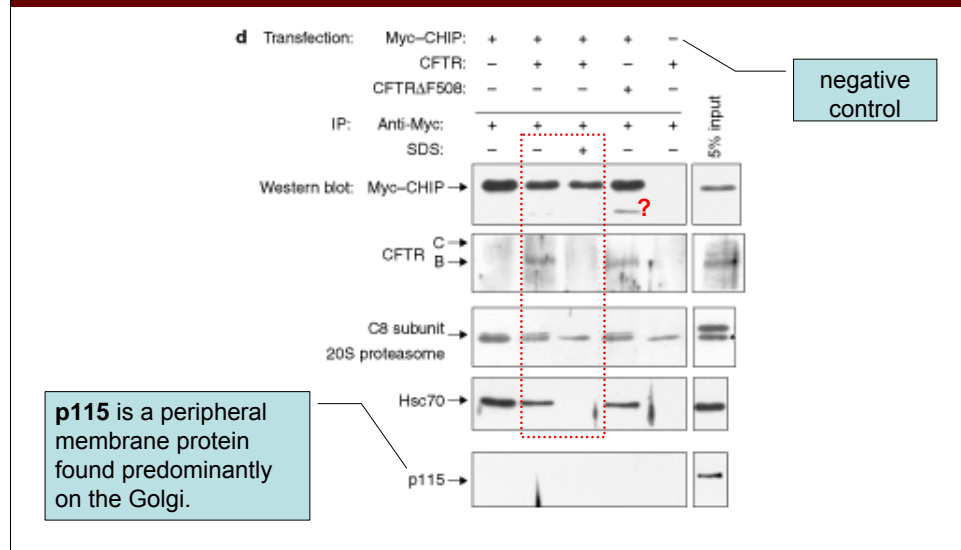 d Transfection: Myc–CHIP: + + + + –
CFTR: – + + – +
CFTRΔF508: – – – + –
negative
control
IP: Anti-Myc: + + + + +
SDS: – – + – –
5% input
Western blot: Myc–CHIP
?
CFTR C
B
C8 subunit
20S proteasome
Hsc70
p115 is a peripheral
membrane protein
found predominantly
on the Golgi.
p115